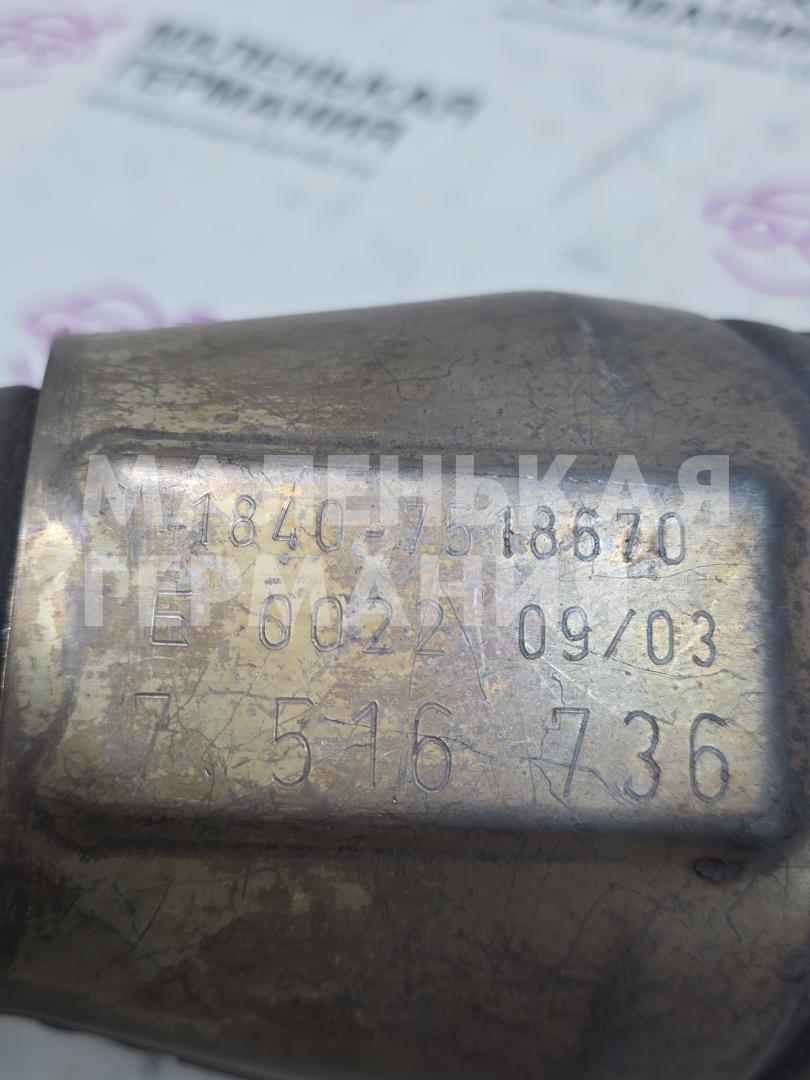 МАЛЕНЬКАЯ
ГЕРМАНИЯ
МАЛЕНЬКАЯ
ГЕРМАНИЯ
1840-7518670
E 0022 09/03
7 516 736